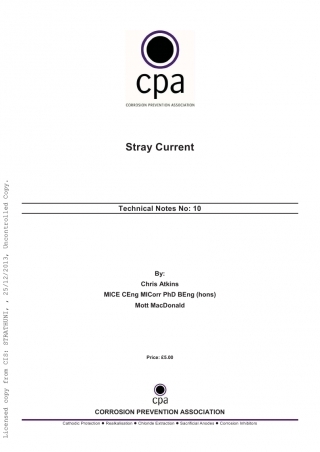 cpa
CORROSION PREVENTION ASSOCIATION
Stray Current
Technical Notes No: 10
By:
Chris Atkins
MICE CEng MICorr PhD BEng (hons)
Mott MacDonald
Price: £5.00
cpa
CORROSION PREVENTION ASSOCIATION
Cathodic Protection ● Realkalisation ● Chloride Extraction ● Sacrificial Anodes ● Corrosion Inhibitors
Licensed copy from CIS: STRATHUNI, , 25/12/2013, Uncontrolled Copy.